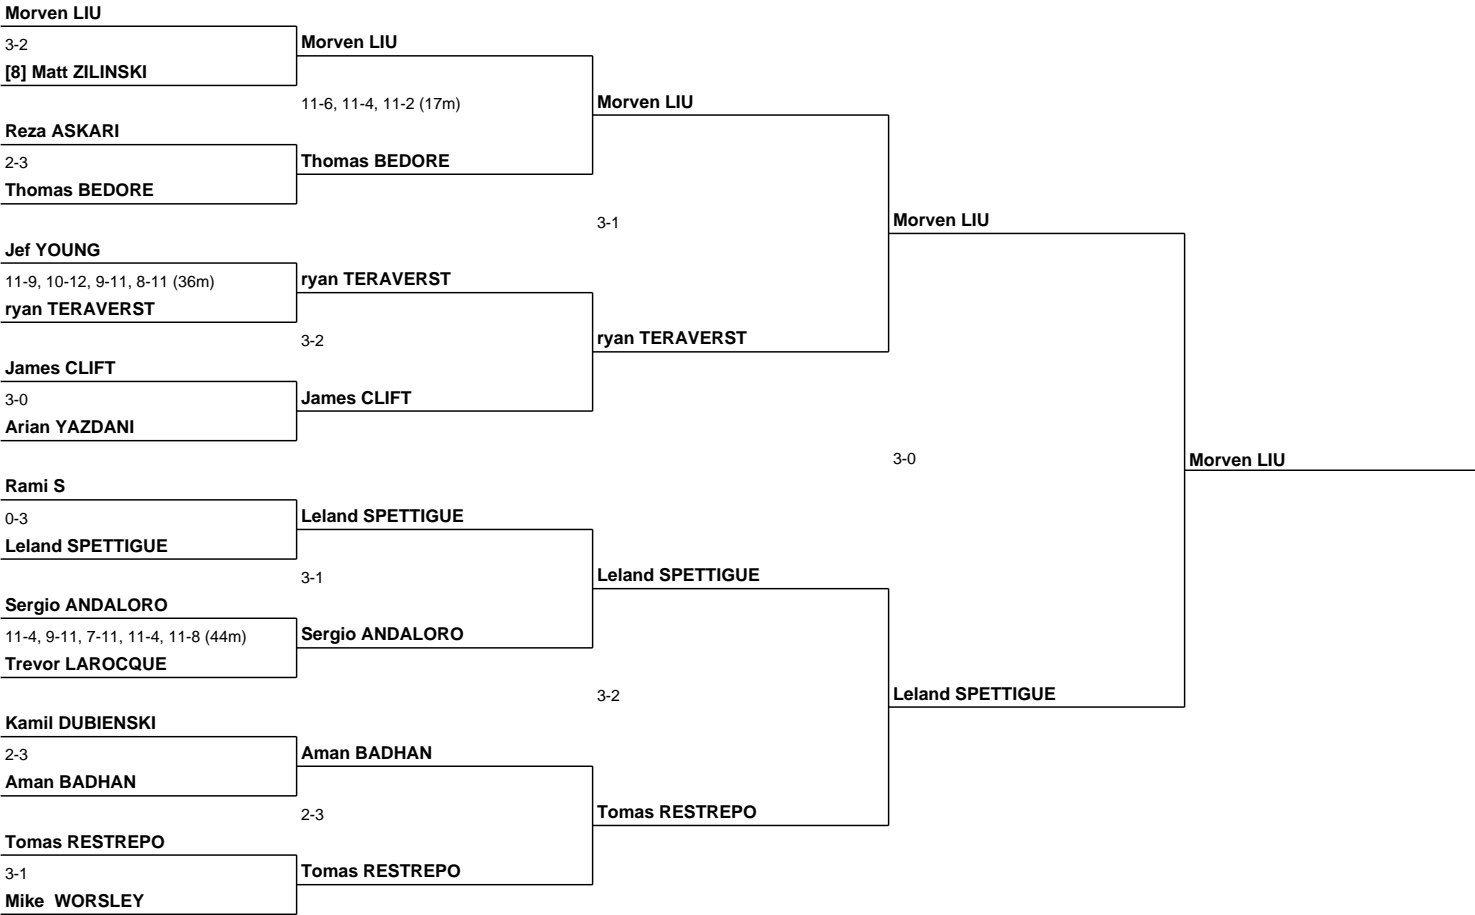 Morven LIU
3-2
[8] Matt ZILINSKI
Reza ASKARI
2-3
Thomas BEDORE
Jef YOUNG
11-9, 10-12, 9-11, 8-11 (36m)
ryan TERAVERST
James CLIFT
3-0
Arian YAZDANI
Rami S
0-3
Leland SPETTIGUE
Sergio ANDALORO
11-4, 9-11, 7-11, 11-4, 11-8 (44m)
Trevor LAROCQUE
Kamil DUBIENSKI
2-3
Aman BADHAN
Tomas RESTREPO
3-1
Mike  WORSLEY
Morven LIU
11-6, 11-4, 11-2 (17m)
Thomas BEDORE
ryan TERAVERST
3-2
James CLIFT
Leland SPETTIGUE
3-1
Sergio ANDALORO
Aman BADHAN
2-3
Tomas RESTREPO
Morven LIU
3-1
ryan TERAVERST
Leland SPETTIGUE
3-2
Tomas RESTREPO
Morven LIU
3-0
Leland SPETTIGUE
Morven LIU